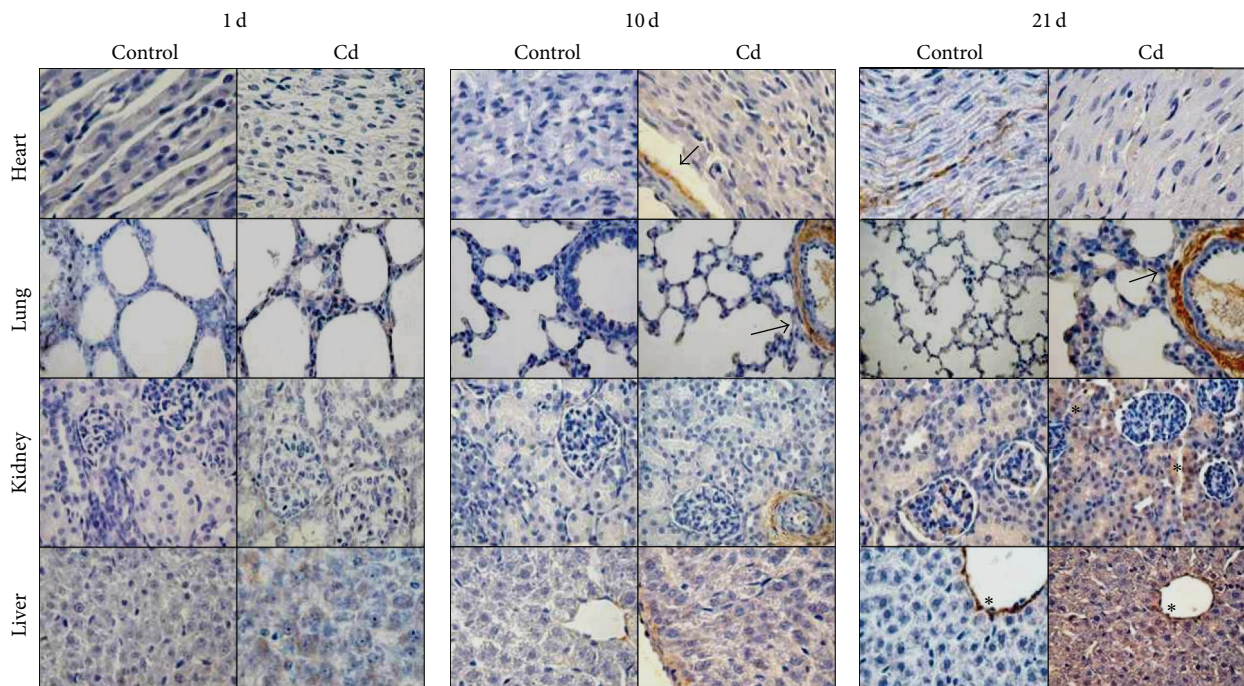 1 d 10 d 21 d
Control Cd Control Cd Control Cd
Heart
Lung
*
Kidney
*
Liver
* *